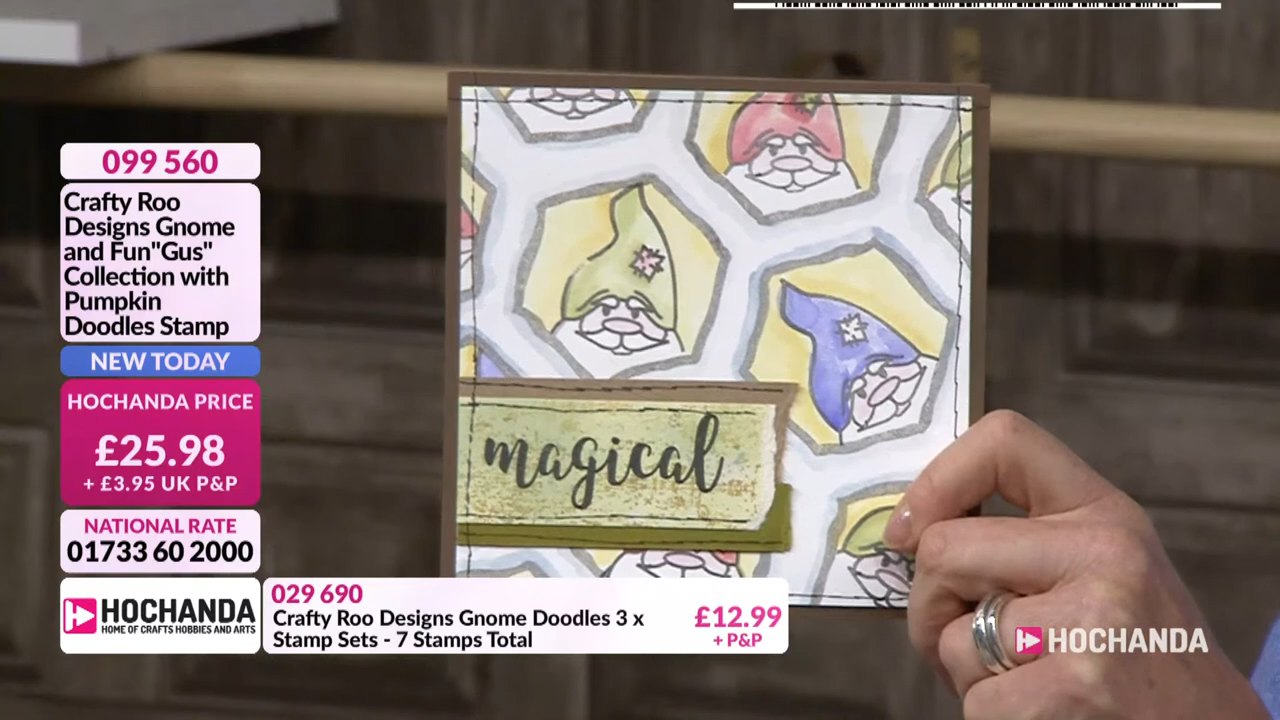 099 560
Crafty Roo
Designs Gnome
and Fun"Gus"
Collection with
Pumpkin
Doodles Stamp
NEW TODAY
HOCHANDA PRICE
£25.98
+ £3.95 UK P&P
NATIONAL RATE
01733 60 2000
HOCHANDA
HOME OF CRAFTS HOBBIES AND ARTS
029 690
Crafty Roo Designs Gnome Doodles 3 x
Stamp Sets - 7 Stamps Total
£12.99
+ P&P
magical
HOCHANDA